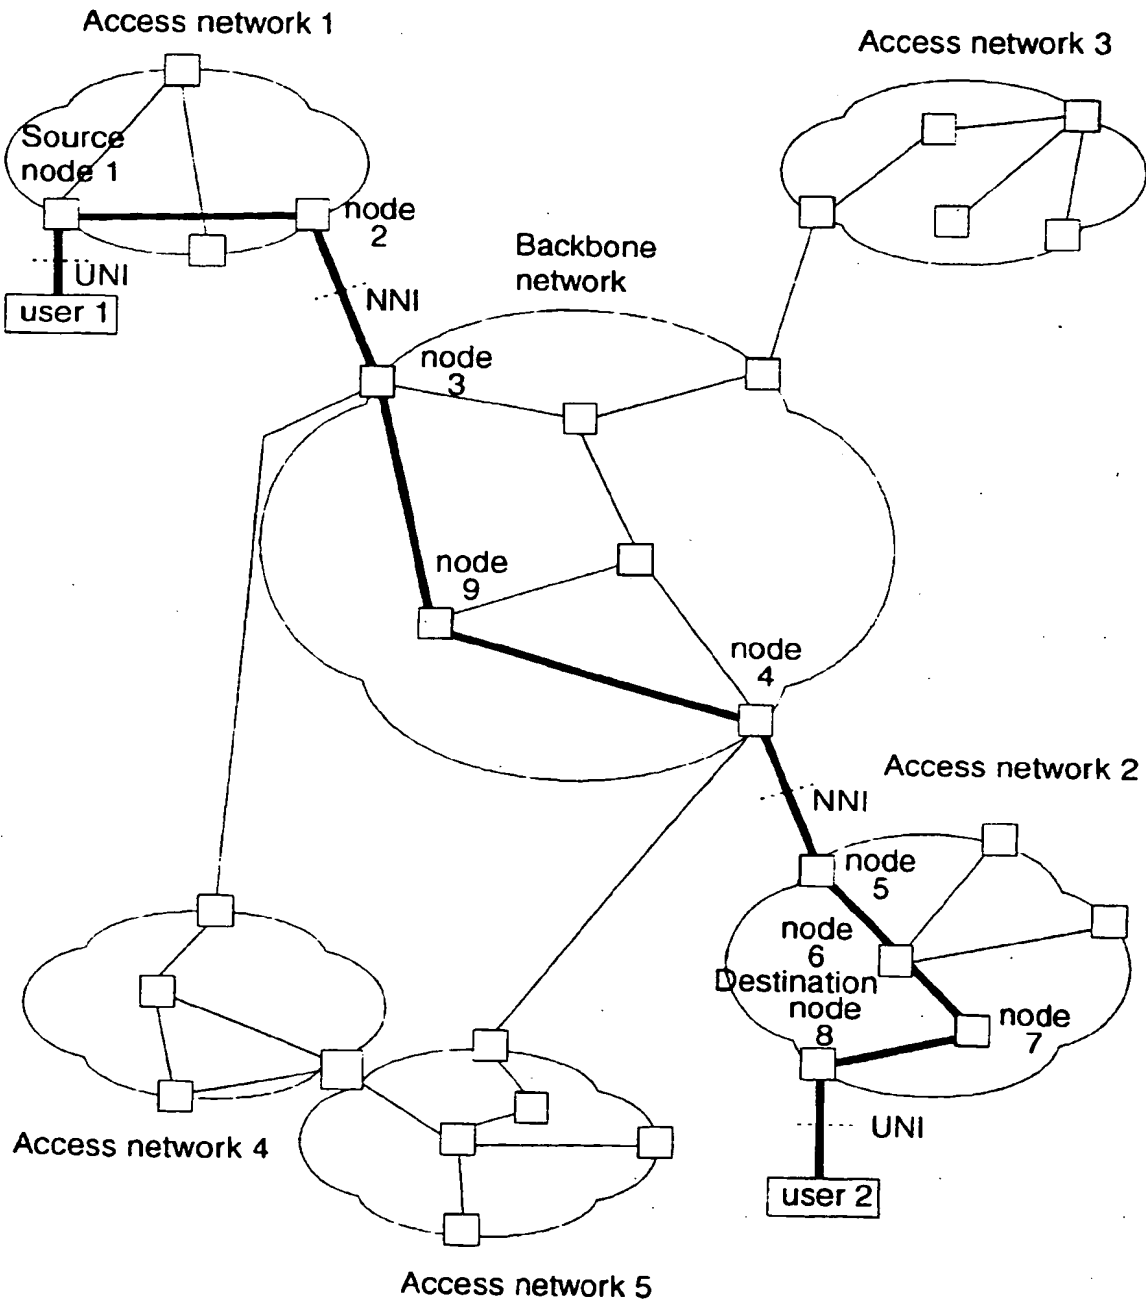 Access network 1
Access network 3
Source
node 1
node
2
UNI
user 1
NNI
Backbone
network
node
3
node
9
node
4
Access network 2
NNI
node
5
node
6
Destination
node
8
node
7
UNI
user 2
Access network 4
Access network 5